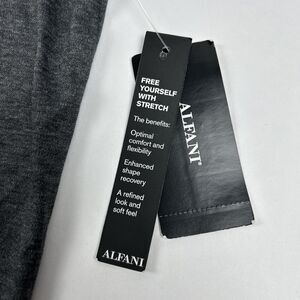 FREE
YOURSELF
WITH
STRETCH
The benefits:
Optimal
comfort and
flexibility
Enhanced
shape
recovery
A refined
look and
soft feel
ALFANI
ALFANI®